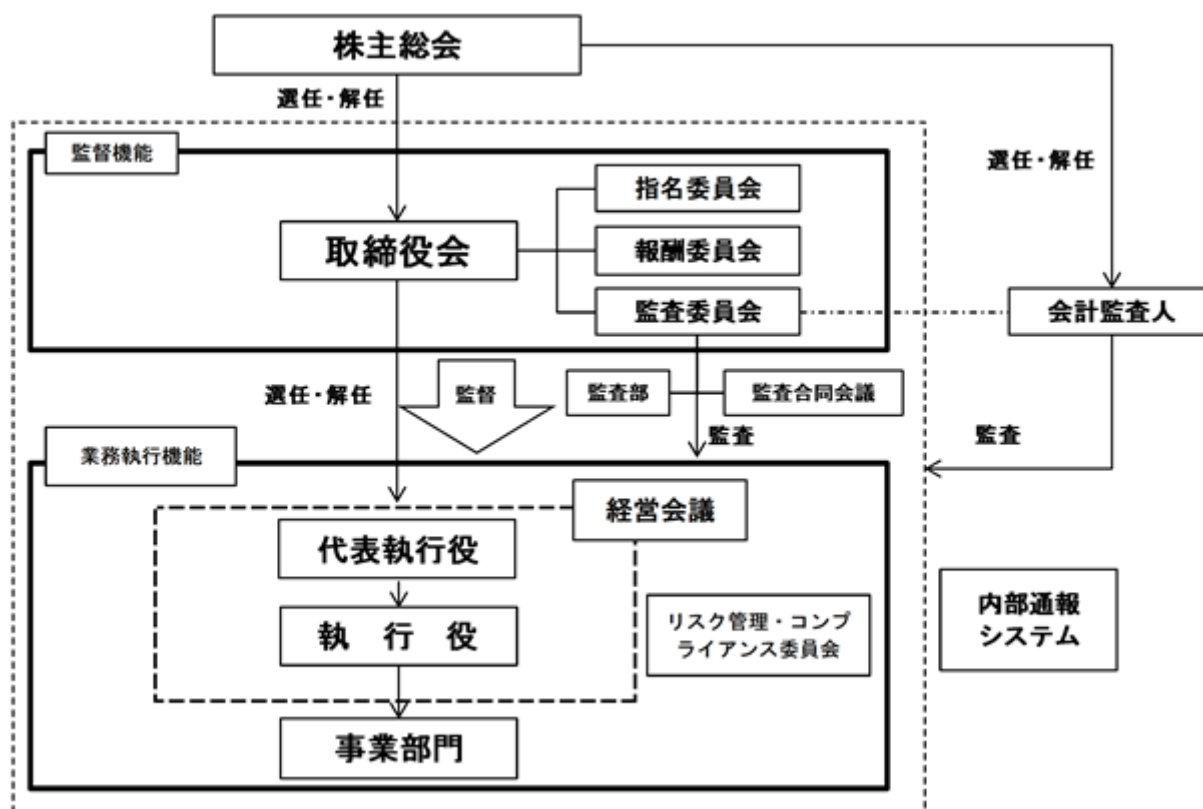 株主総会
選任・解任
監督機能
選任・解任
指名委員会
取締役会
報酬委員会
監査委員会
会計監査人
選任・解任
監督
監査部
監査合同会議
監査
監査
業務執行機能
経営会議
代表執行役
執 行 役
リスク管理・コンプ
ライアンス委員会
内部通報
システム
事業部門